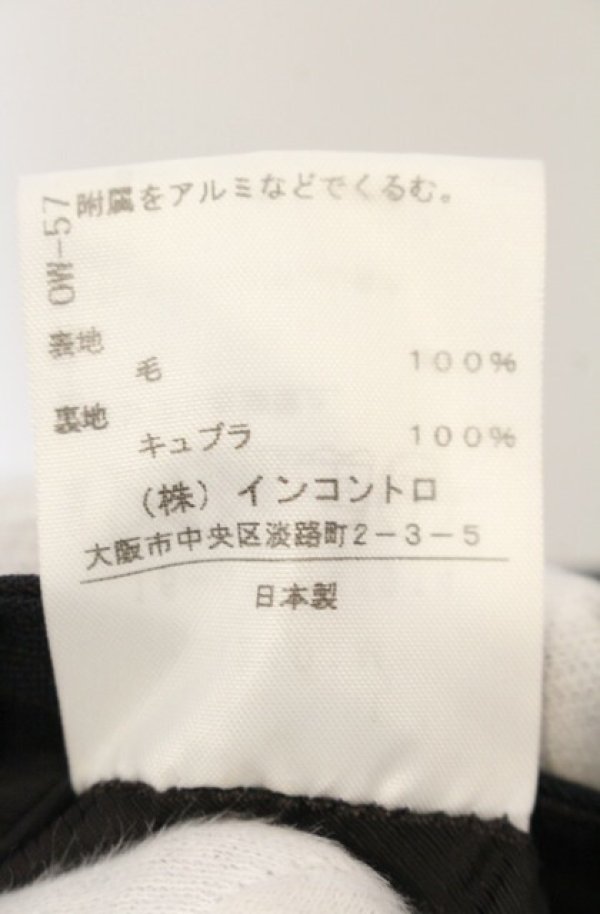 附属をアルミなどでくるむ。
OW-57
表地
毛 100%
裏地
キュプラ 100%
(株) インコントロ
大阪市中央区淡路町2-3-5
日本製